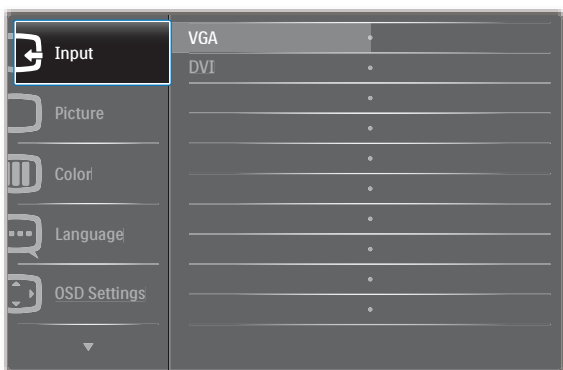 Input
VGA
DVI
Picture
Color
Language
OSD Settings